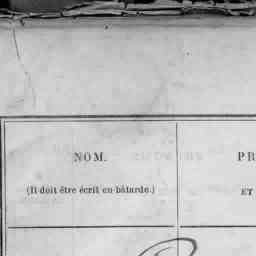 NOM.
PR
(Il doit être écrit en bâtarde.)
ET